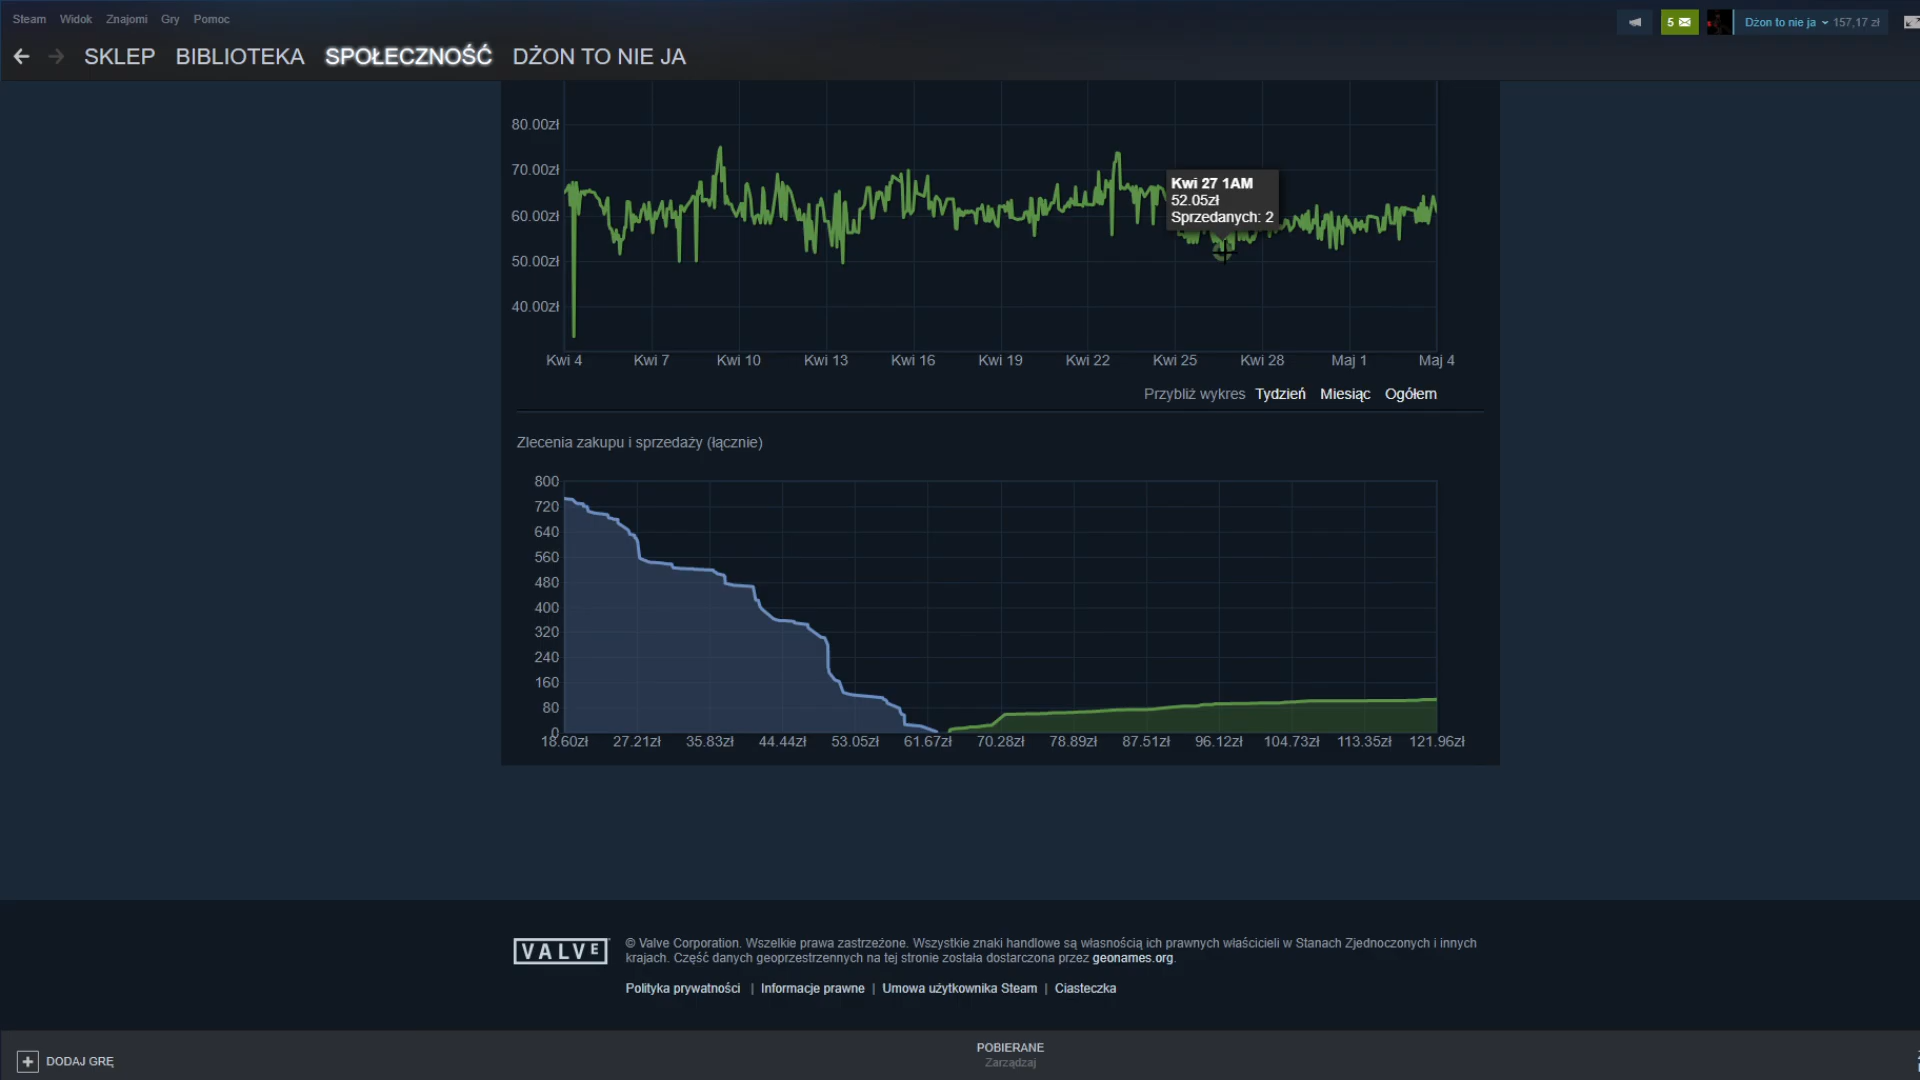 Steam Widok Znajomi Gry Pomoc
5 Dżon to nie ja 157,17 zł
SKLEP BIBLIOTEKA SPOŁECZNOŚĆ DŻON TO NIE JA
80.00zł
70.00zł
60.00zł
50.00zł
40.00zł
Kwi 27 1AM
52.05zł
Sprzedanych: 2
Kwi 4 Kwi 7 Kwi 10 Kwi 13 Kwi 16 Kwi 19 Kwi 22 Kwi 25 Kwi 28 Maj 1 Maj 4
Przybliż wykres Tydzień Miesiąc Ogółem
Zlecenia zakupu i sprzedaży (łącznie)
800
720
640
560
480
400
320
240
160
80
0
18.60zł 27.21zł 35.83zł 44.44zł 53.05zł 61.67zł 70.28zł 78.89zł 87.51zł 96.12zł 104.73zł 113.35zł 121.96zł
VALVE
© Valve Corporation. Wszelkie prawa zastrzeżone. Wszystkie znaki handlowe są własnością ich prawnych właścicieli w Stanach Zjednoczonych i innych
krajach. Część danych geoprzestrzennych na tej stronie została dostarczona przez geonames.org.
Polityka prywatności | Informacje prawne | Umowa użytkownika Steam | Ciasteczka
POBIERANE
Zarządzaj
+ DODAJ GRĘ